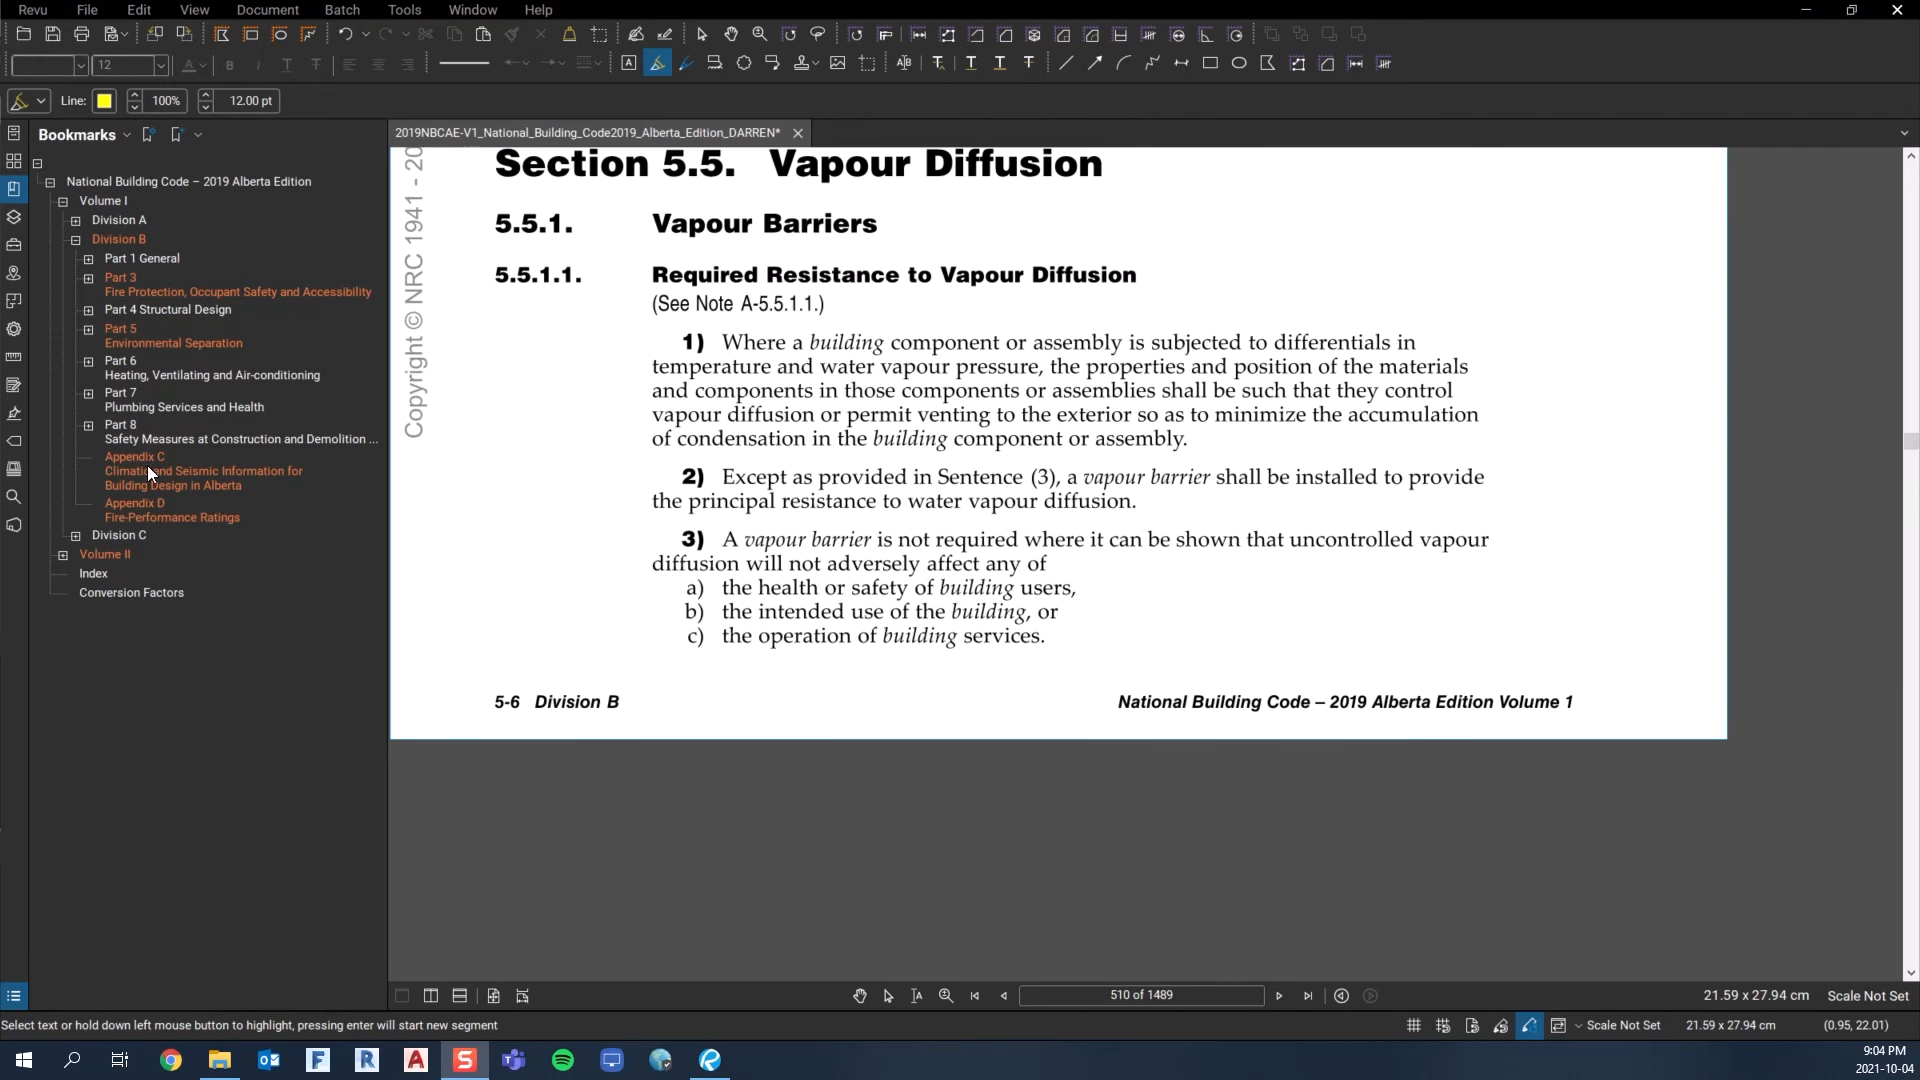 Revu File Edit View Document Batch Tools Window Help
12
Line: 100% 12.00 pt
Bookmarks
2019NBCAE-V1_National_Building_Code2019_Alberta_Edition_DARREN*
National Building Code – 2019 Alberta Edition
Volume I
Division A
Division B
Part 1 General
Part 3
Fire Protection, Occupant Safety and Accessibility
Part 4 Structural Design
Part 5
Environmental Separation
Part 6
Heating, Ventilating and Air-conditioning
Part 7
Plumbing Services and Health
Part 8
Safety Measures at Construction and Demolition ...
Appendix C
Climatic and Seismic Information for
Building Design in Alberta
Appendix D
Fire-Performance Ratings
Division C
Volume II
Index
Conversion Factors
Copyright © NRC 1941 - 20
Section 5.5. Vapour Diffusion
5.5.1. Vapour Barriers
5.5.1.1. Required Resistance to Vapour Diffusion
(See Note A-5.5.1.1.)
1) Where a building component or assembly is subjected to differentials in
temperature and water vapour pressure, the properties and position of the materials
and components in those components or assemblies shall be such that they control
vapour diffusion or permit venting to the exterior so as to minimize the accumulation
of condensation in the building component or assembly.
2) Except as provided in Sentence (3), a vapour barrier shall be installed to provide
the principal resistance to water vapour diffusion.
3) A vapour barrier is not required where it can be shown that uncontrolled vapour
diffusion will not adversely affect any of
a) the health or safety of building users,
b) the intended use of the building, or
c) the operation of building services.
5-6 Division B National Building Code – 2019 Alberta Edition Volume 1
510 of 1489
21.59 x 27.94 cm Scale Not Set
Select text or hold down left mouse button to highlight, pressing enter will start new segment
Scale Not Set 21.59 x 27.94 cm (0.95, 22.01)
9:04 PM
2021-10-04